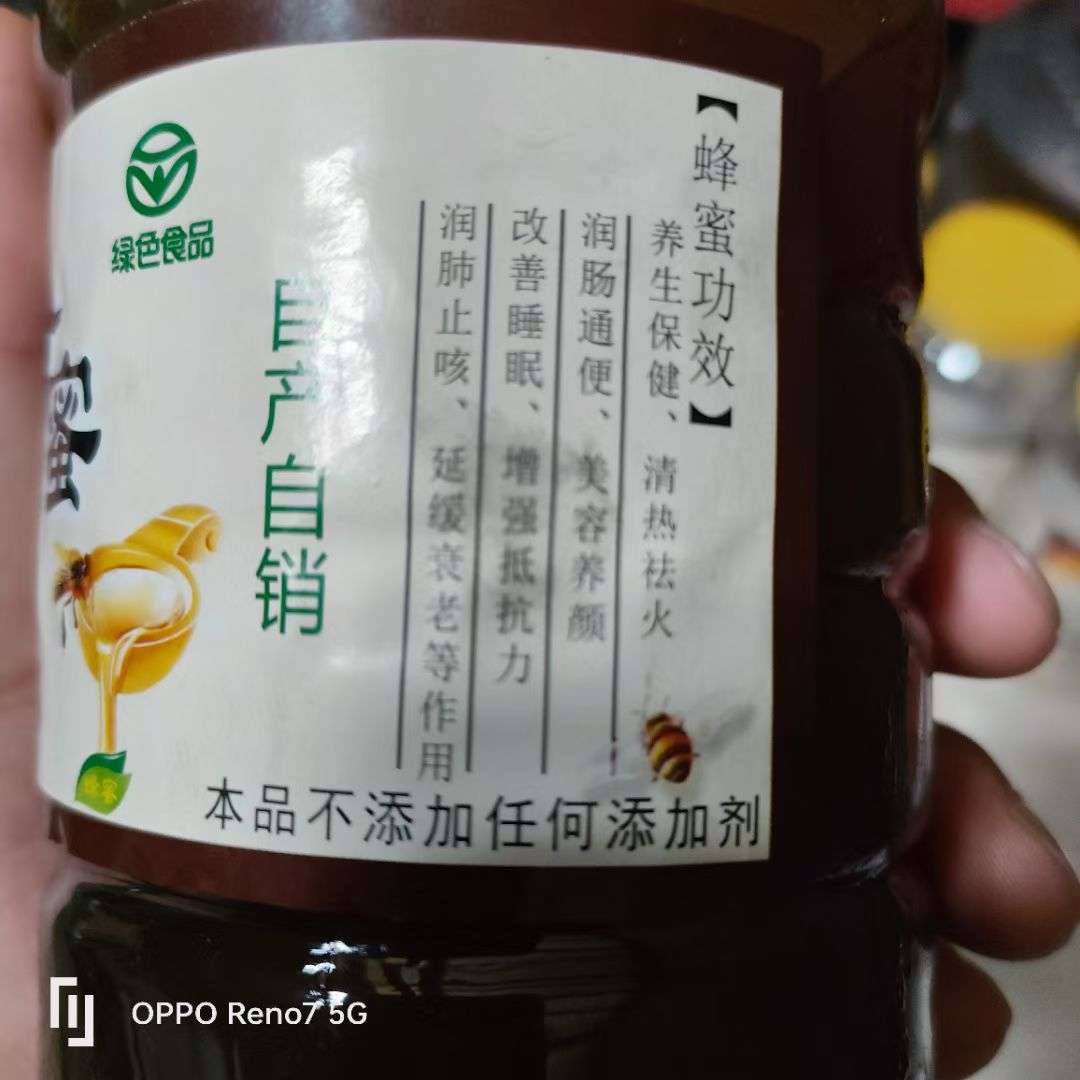 绿色食品
蜜
自产自销
【蜂蜜功效】
养生保健、清热祛火
润肠通便、美容养颜
改善睡眠、增强抵抗力
润肺止咳、延缓衰老等作用
本品不添加任何添加剂
OPPO Reno7 5G